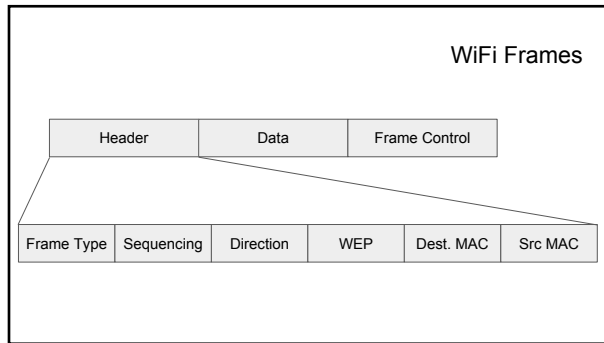 WiFi Frames
Header Data Frame Control
Frame Type Sequencing Direction WEP Dest. MAC Src MAC